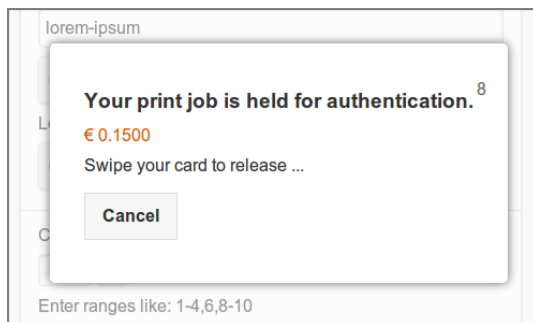 lorem-ipsum
Your print job is held for authentication. 8
€ 0.1500
Swipe your card to release ...
Cancel
Enter ranges like: 1-4,6,8-10